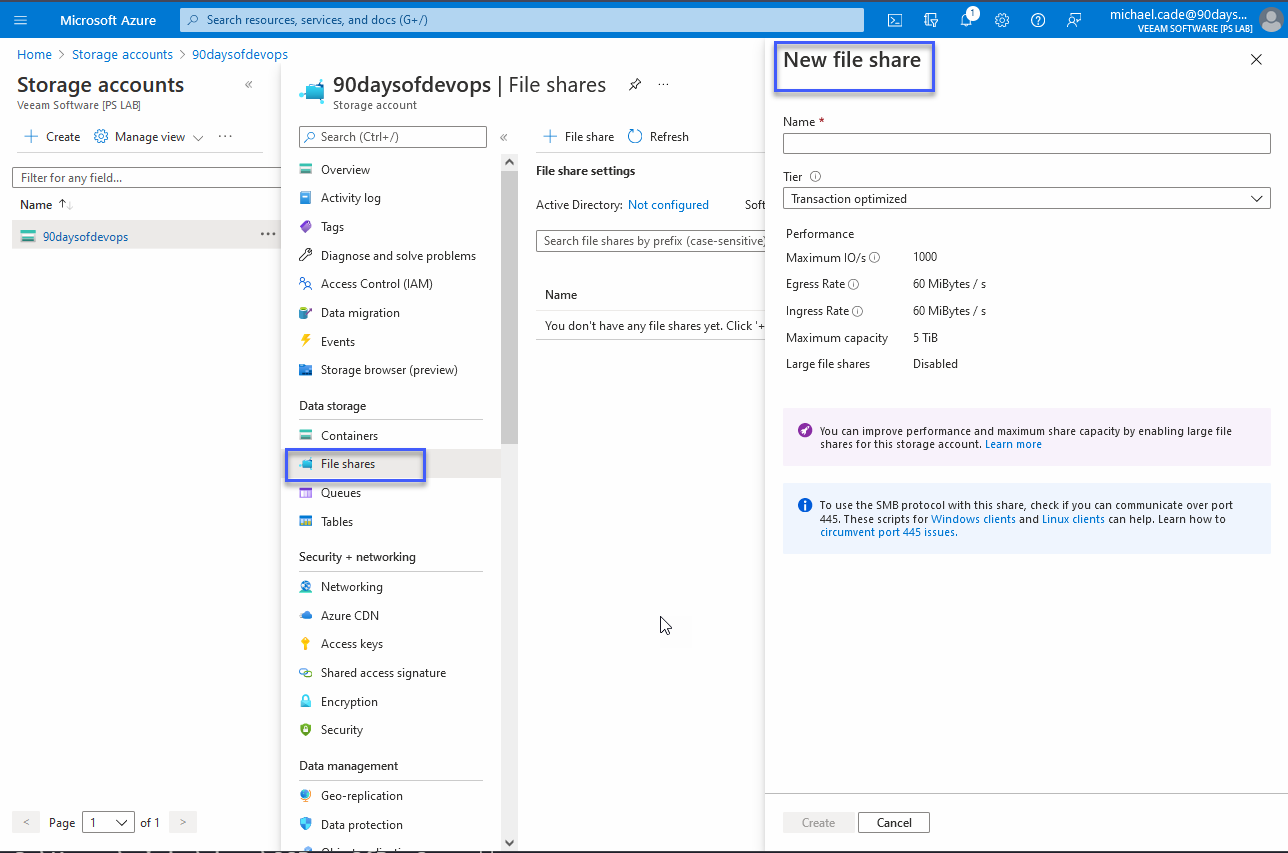 Microsoft Azure
Search resources, services, and docs (G+/)
1
michael.cade@90days...
VEEAM SOFTWARE [PS LAB]
Home > Storage accounts > 90daysofdevops
Storage accounts
Veeam Software [PS LAB]
Create
Manage view
Filter for any field...
Name
90daysofdevops
< Page 1 of 1 >
90daysofdevops | File shares
Storage account
Search (Ctrl+/)
Overview
Activity log
Tags
Diagnose and solve problems
Access Control (IAM)
Data migration
Events
Storage browser (preview)
Data storage
Containers
File shares
Queues
Tables
Security + networking
Networking
Azure CDN
Access keys
Shared access signature
Encryption
Security
Data management
Geo-replication
Data protection
+ File share
Refresh
File share settings
Active Directory: Not configured
Soft
Search file shares by prefix (case-sensitive)
Name
You don't have any file shares yet. Click '+
New file share
Name *
Tier
Transaction optimized
Performance
Maximum IO/s 1000
Egress Rate 60 MiBytes / s
Ingress Rate 60 MiBytes / s
Maximum capacity 5 TiB
Large file shares Disabled
You can improve performance and maximum share capacity by enabling large file
shares for this storage account. Learn more
To use the SMB protocol with this share, check if you can communicate over port
445. These scripts for Windows clients and Linux clients can help. Learn how to
circumvent port 445 issues.
Create
Cancel